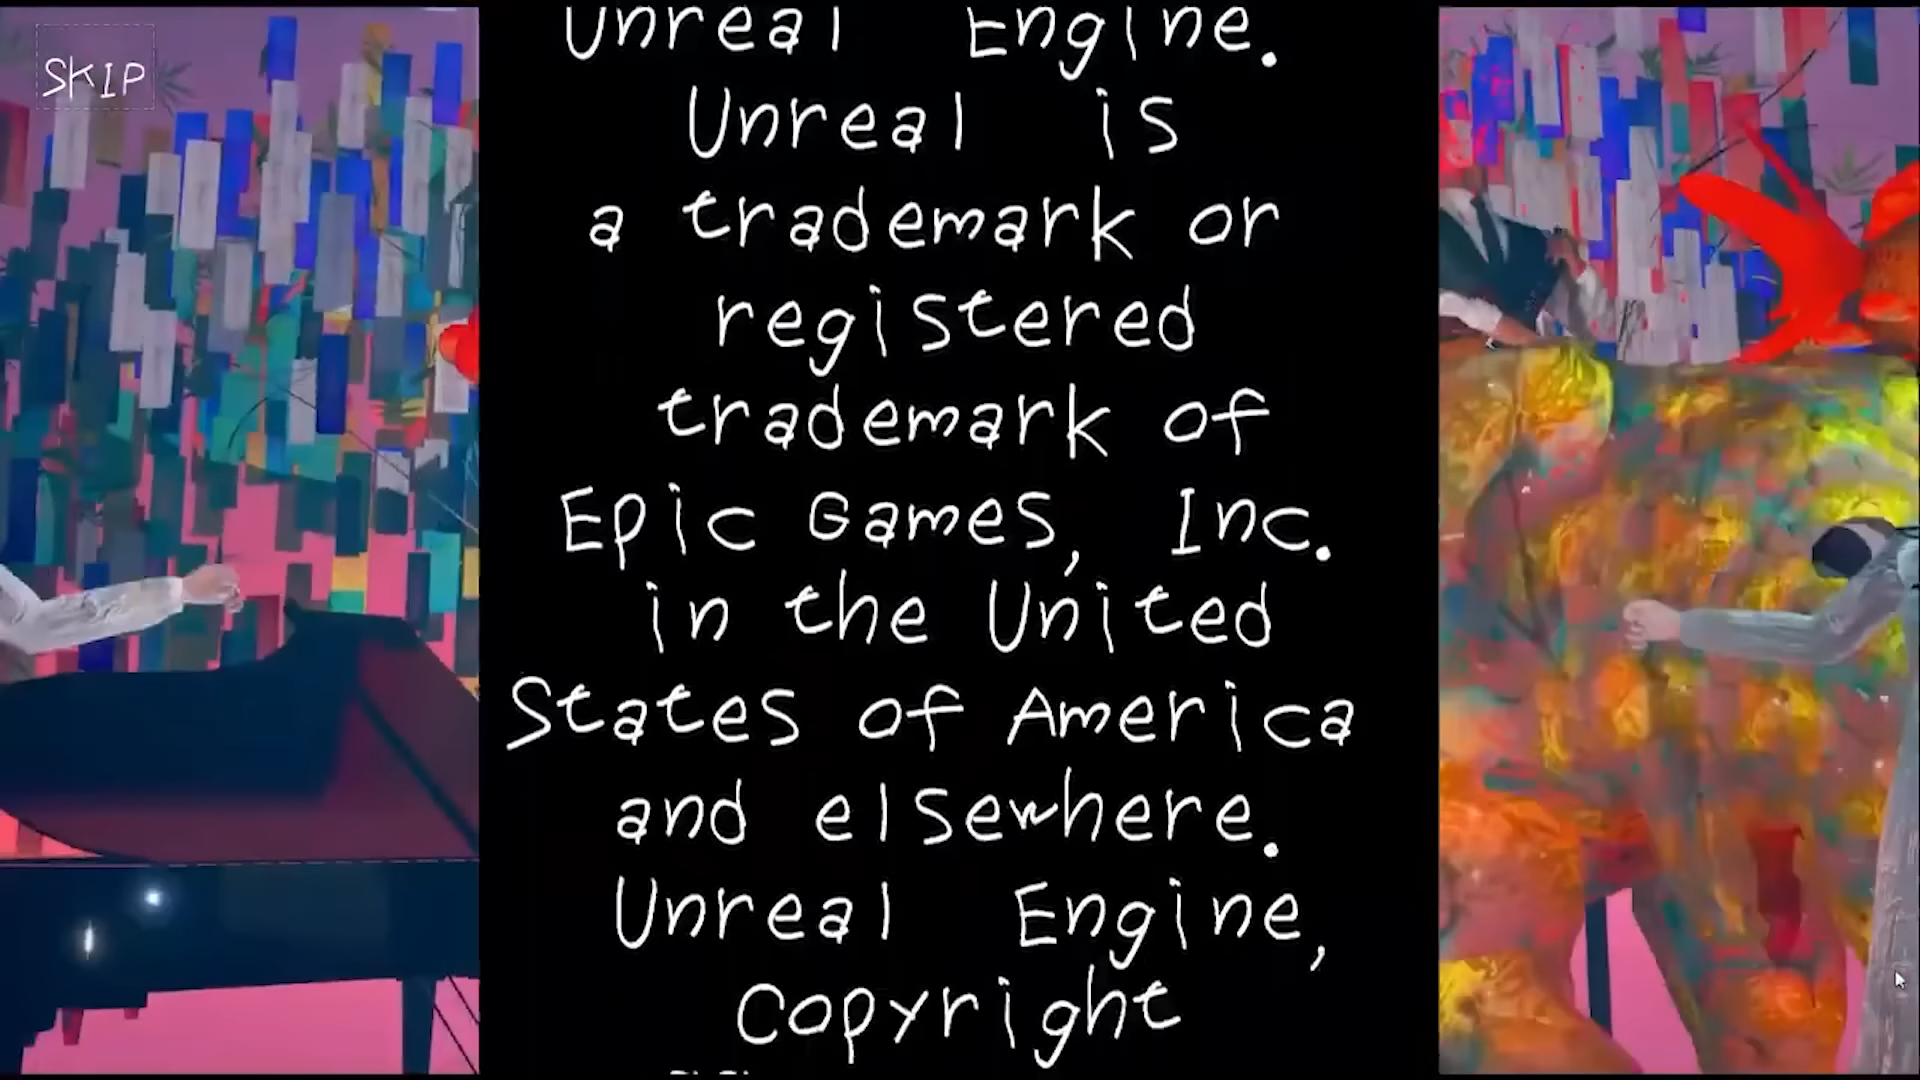 SKIP
Unreal Engine.
Unreal is
a trademark or
registered
trademark of
Epic Games, Inc.
in the United
States of America
and elsewhere.
Unreal Engine,
Copyright